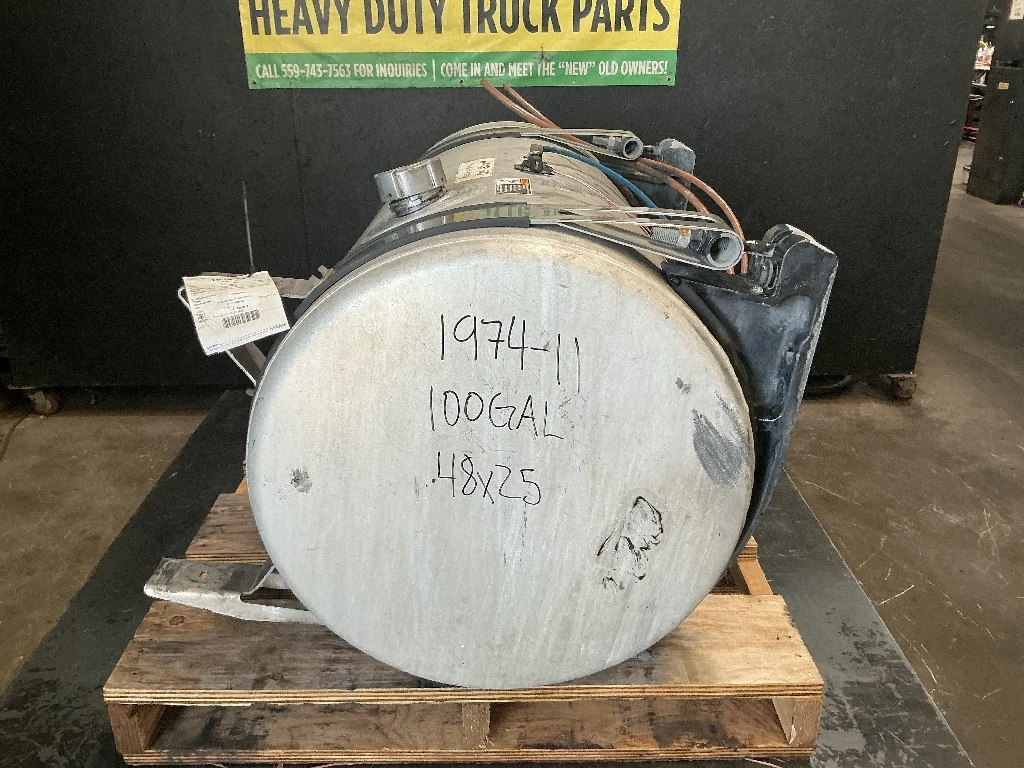 HEAVY DUTY TRUCK PARTS
CALL 559-743-7563 FOR INQUIRIES | COME IN AND MEET THE "NEW" OLD OWNERS!
1974-11
100GAL
48x25